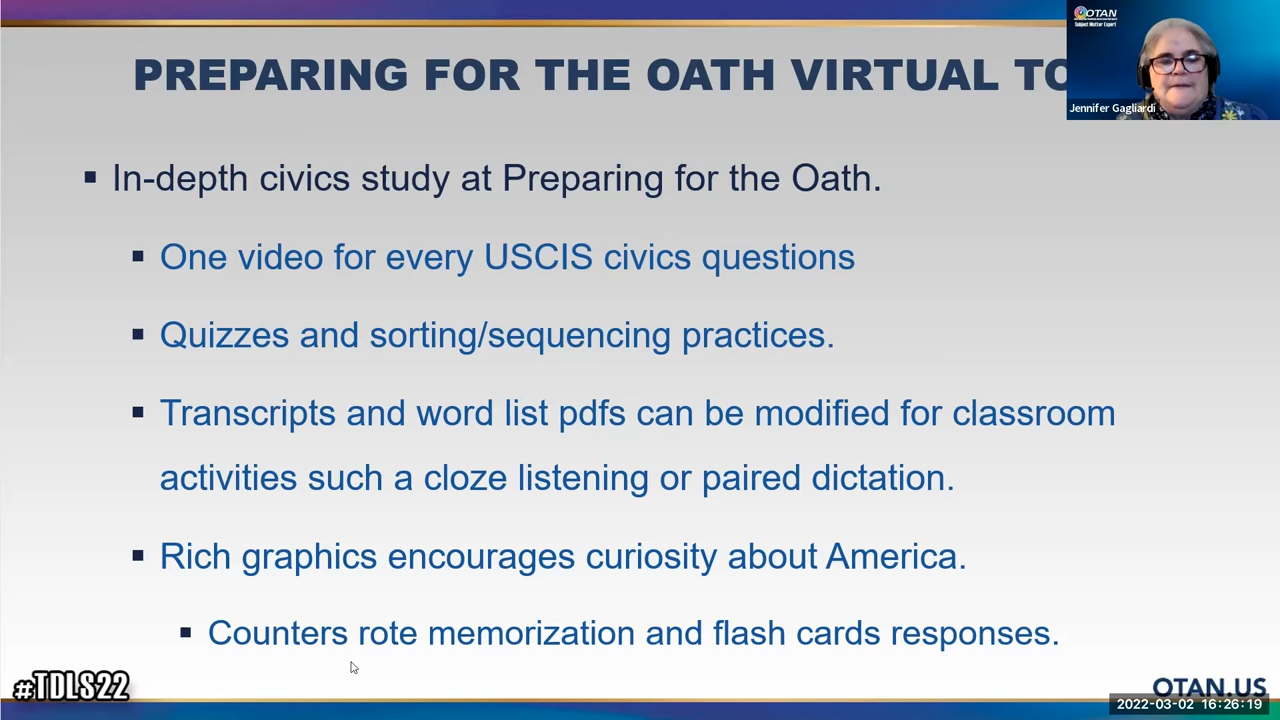 PREPARING FOR THE OATH VIRTUAL TO
OTAN
Subject Matter Expert
Jennifer Gagliardi
In-depth civics study at Preparing for the Oath.
One video for every USCIS civics questions
Quizzes and sorting/sequencing practices.
Transcripts and word list pdfs can be modified for classroom
activities such a cloze listening or paired dictation.
Rich graphics encourages curiosity about America.
Counters rote memorization and flash cards responses.
#TDLS22
OTAN.US
2022-03-02 16:26:19